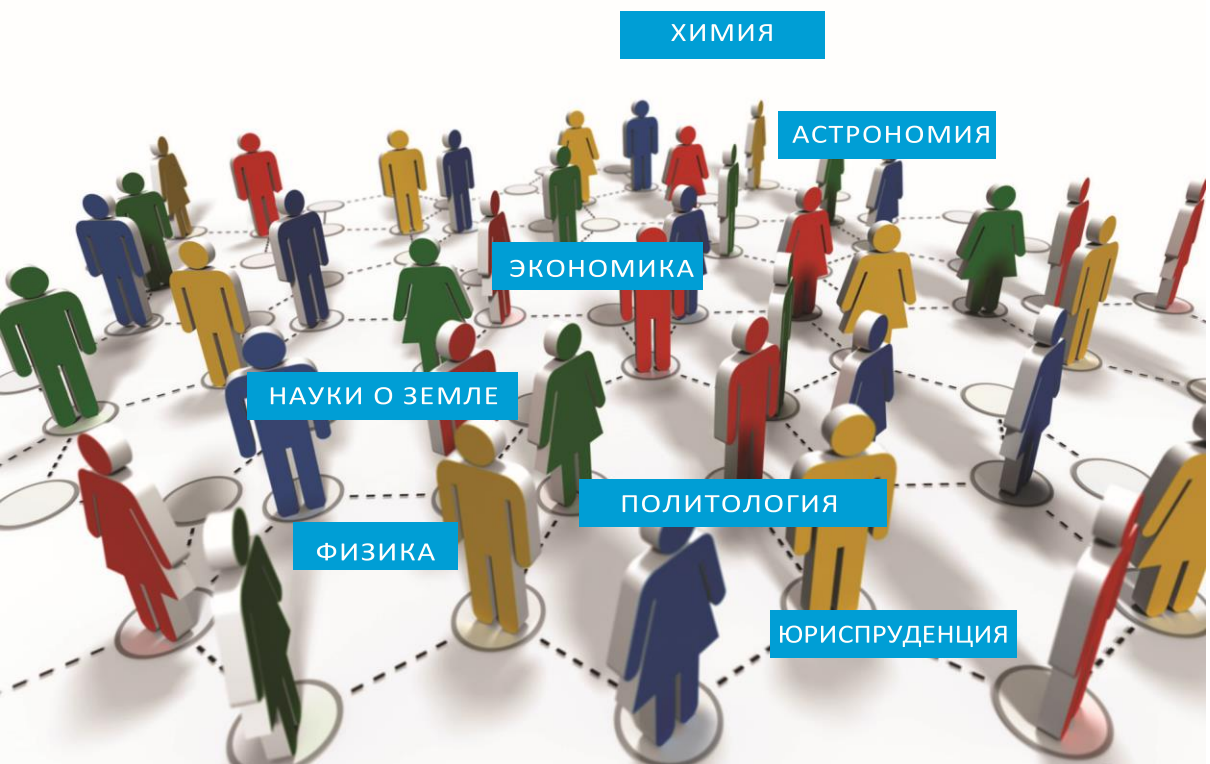 ХИМИЯ
АСТРОНОМИЯ
ЭКОНОМИКА
НАУКИ О ЗЕМЛЕ
ПОЛИТОЛОГИЯ
ФИЗИКА
ЮРИСПРУДЕНЦИЯ